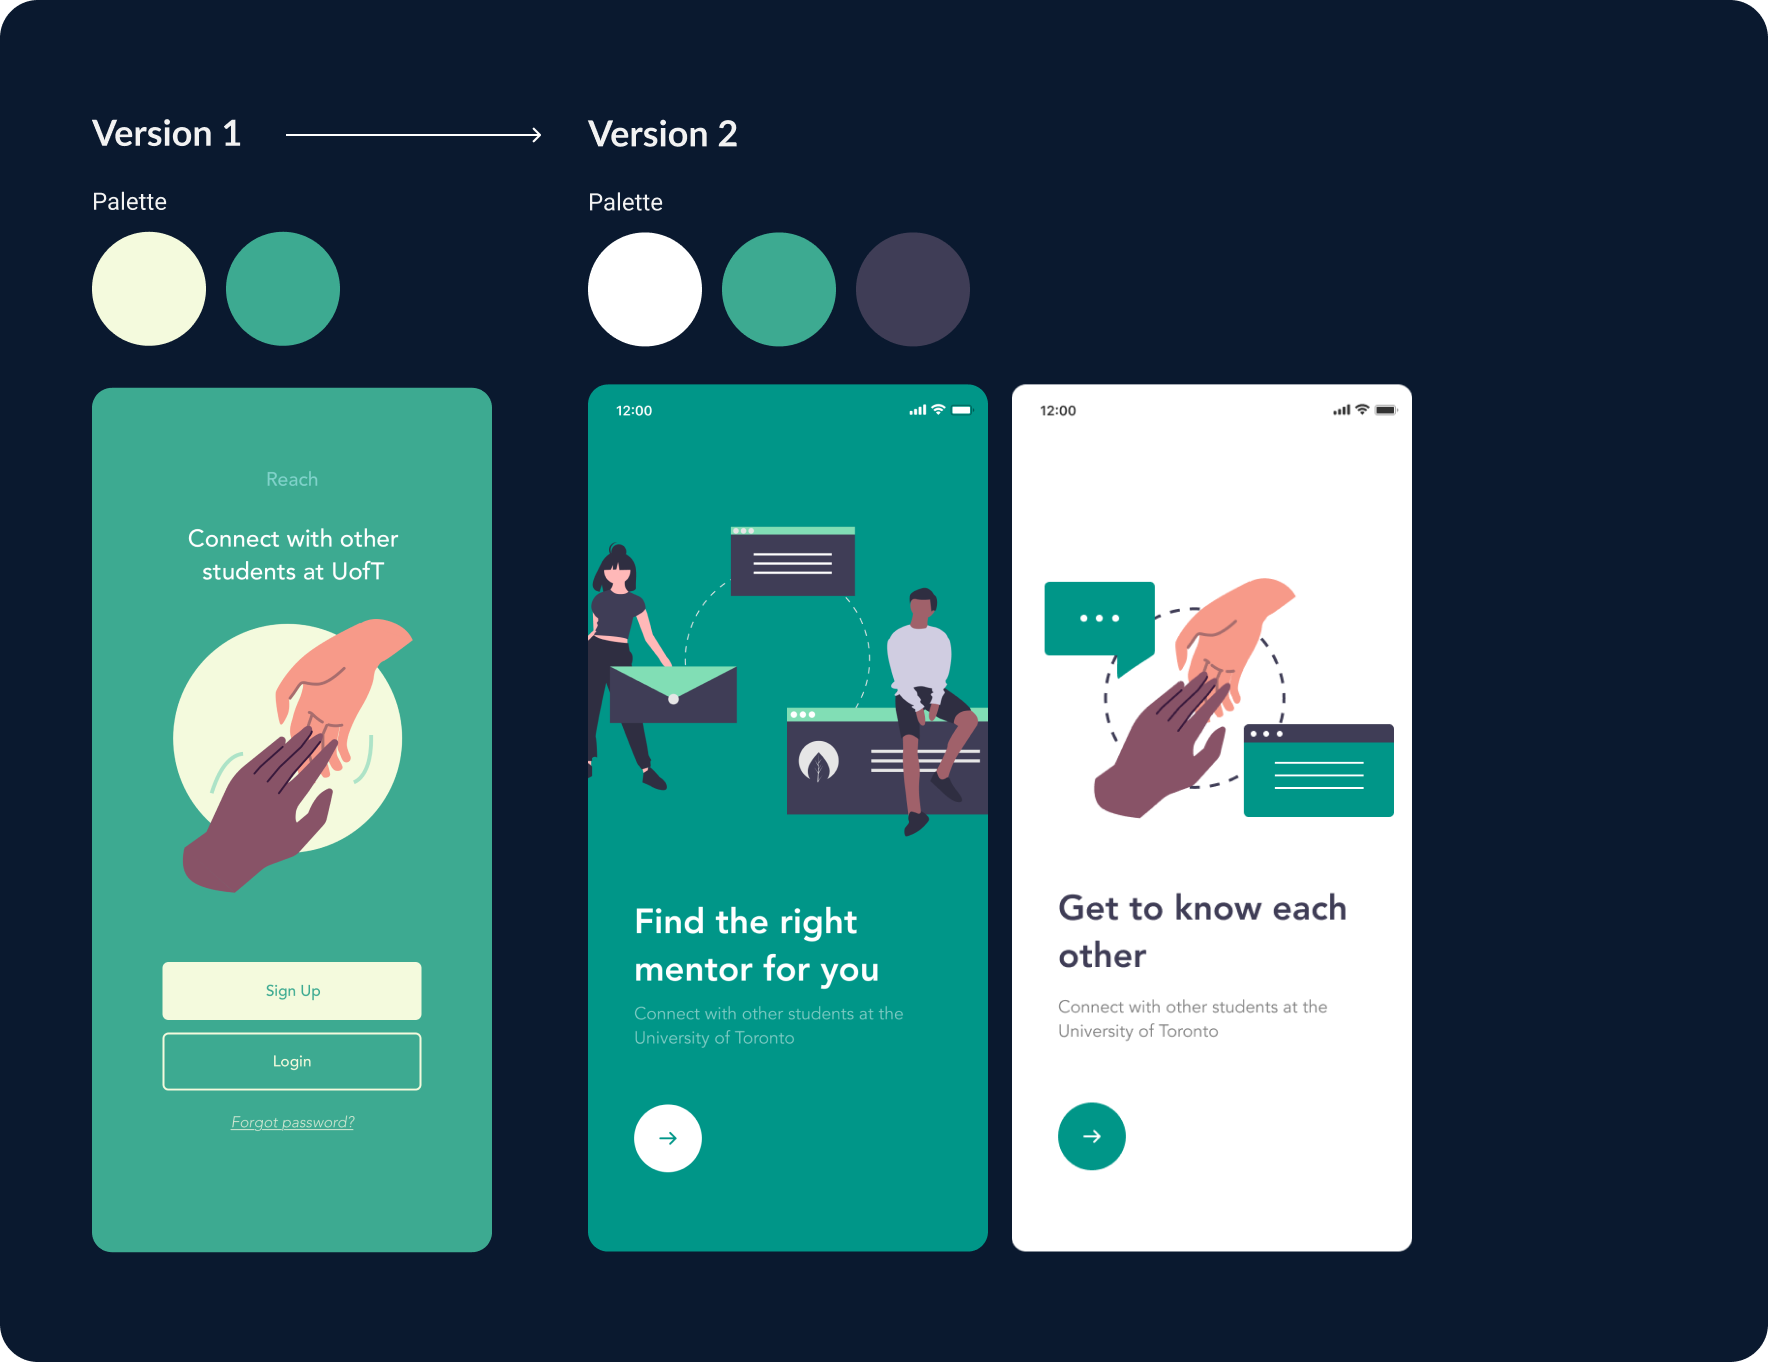 Version 1
Version 2
Palette
Palette
Reach
Connect with other
students at UofT
Sign Up
Login
Forgot password?
12:00
Find the right
mentor for you
Connect with other students at the
University of Toronto
12:00
Get to know each
other
Connect with other students at the
University of Toronto